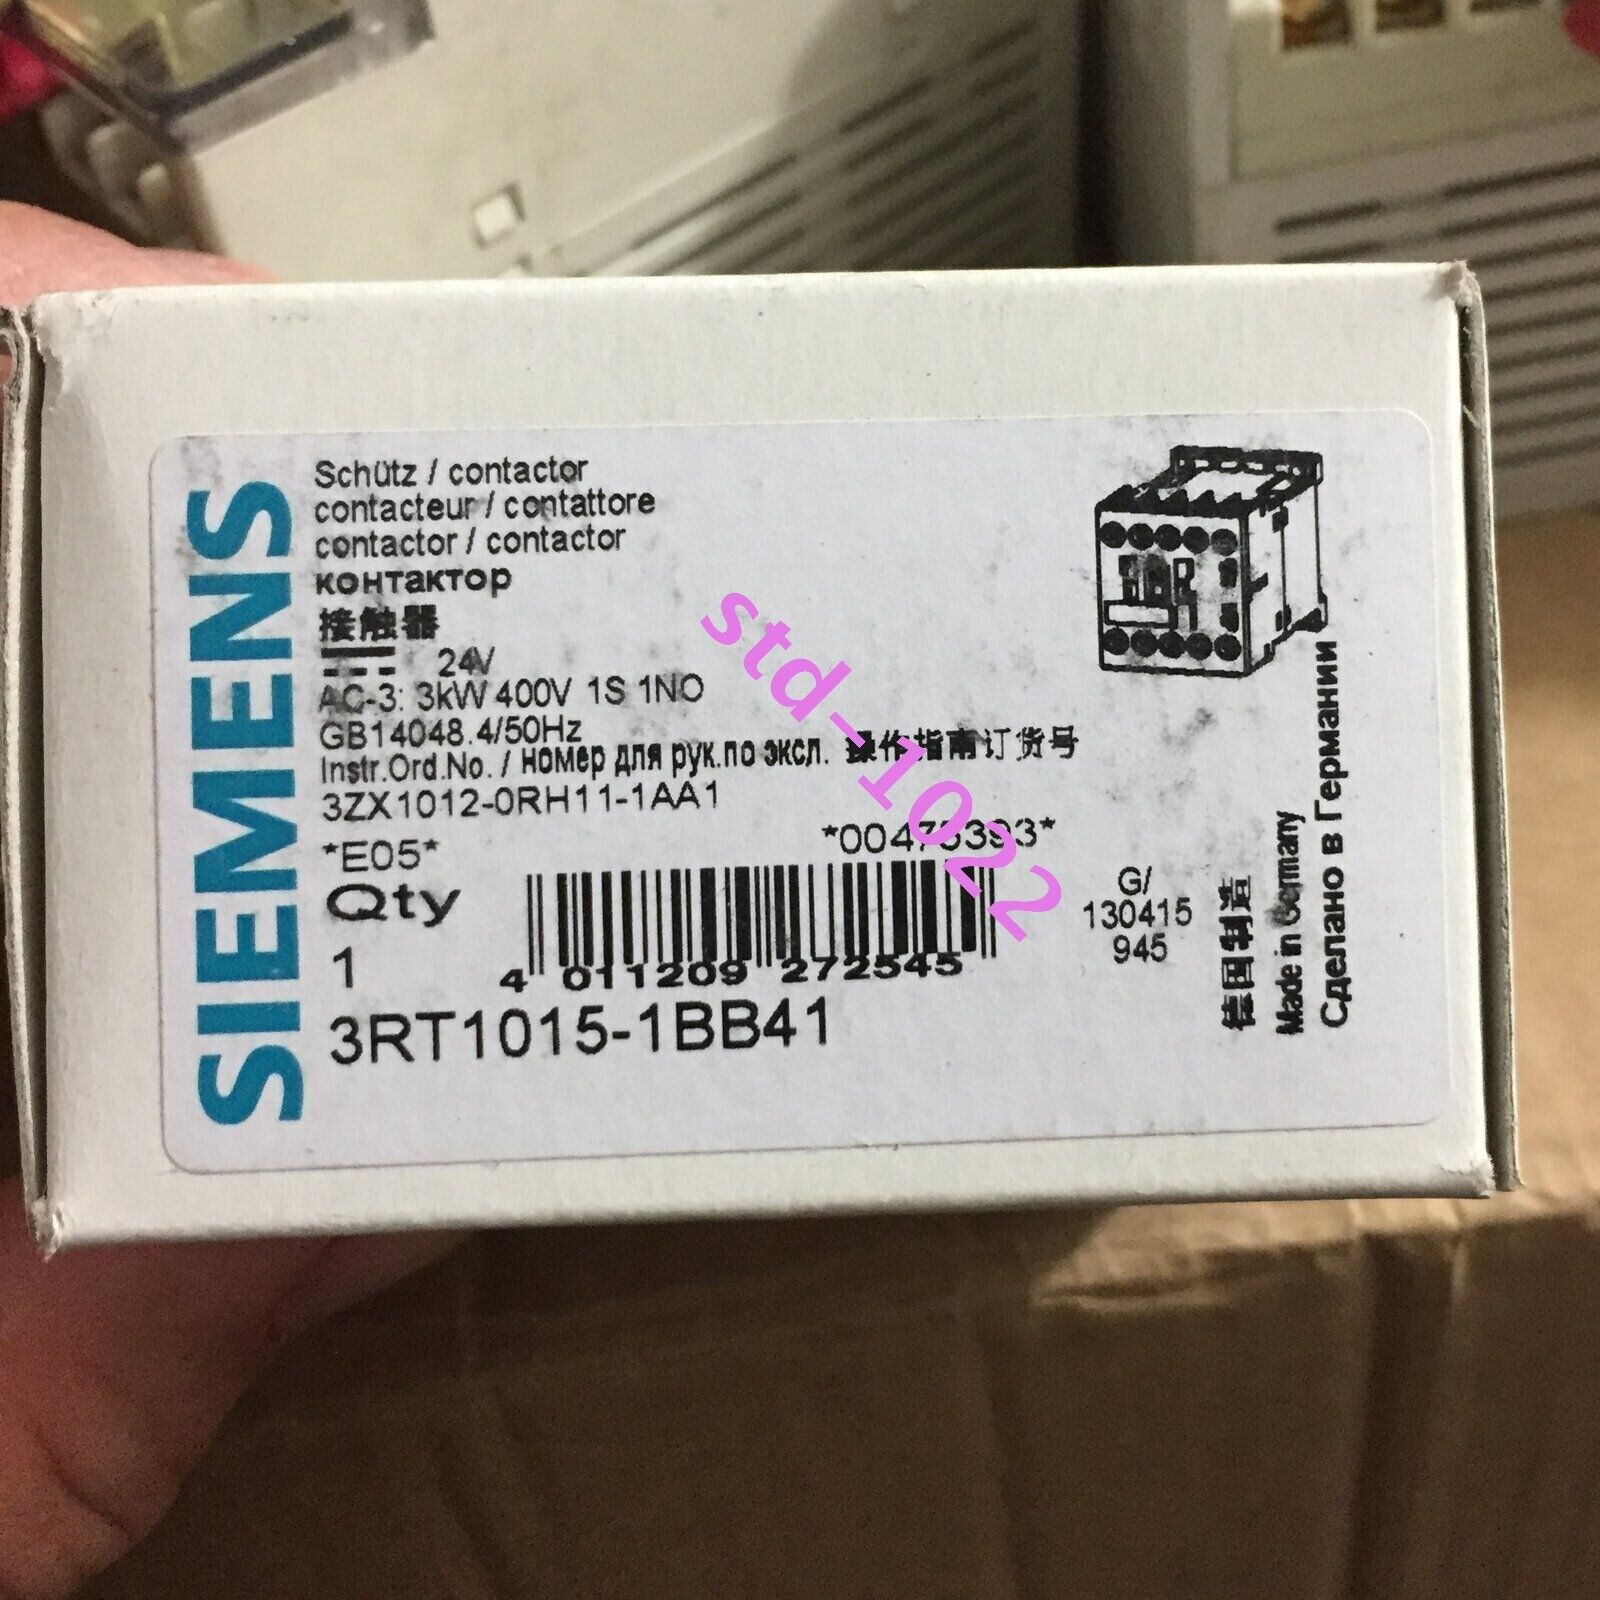 SIEMENS
Schütz / contactor
contacteur / contattore
contactor / contactor
контактор
接触器
24V
AC-3: 3kW 400V 1S 1NO
GB14048.4/50Hz
Instr.Ord.No. / номер для рук.по экспл. 操作指南订货号
3ZX1012-0RH11-1AA1
*E05* *00475393*
Qty
1
4 011209 272545
3RT1015-1BB41
G/
130415
945
德国制造
Made in Germany
Сделано в Германии
std-1022